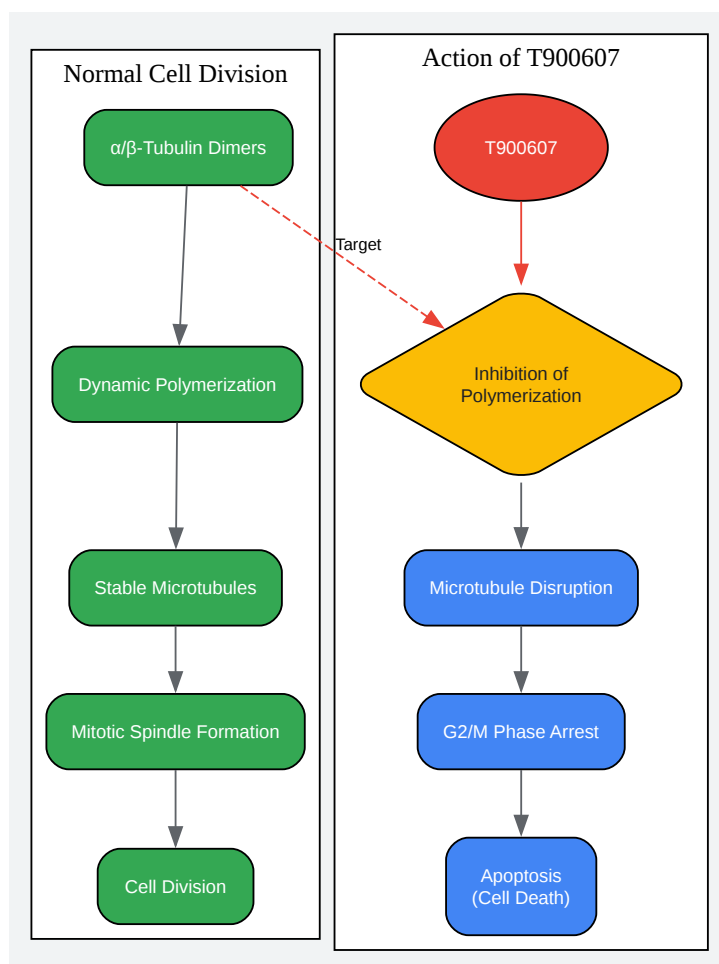 Normal Cell Division
α/β-Tubulin Dimers
Dynamic Polymerization
Stable Microtubules
Mitotic Spindle Formation
Cell Division
Target
Action of T900607
T900607
Inhibition of
Polymerization
Microtubule Disruption
G2/M Phase Arrest
Apoptosis
(Cell Death)